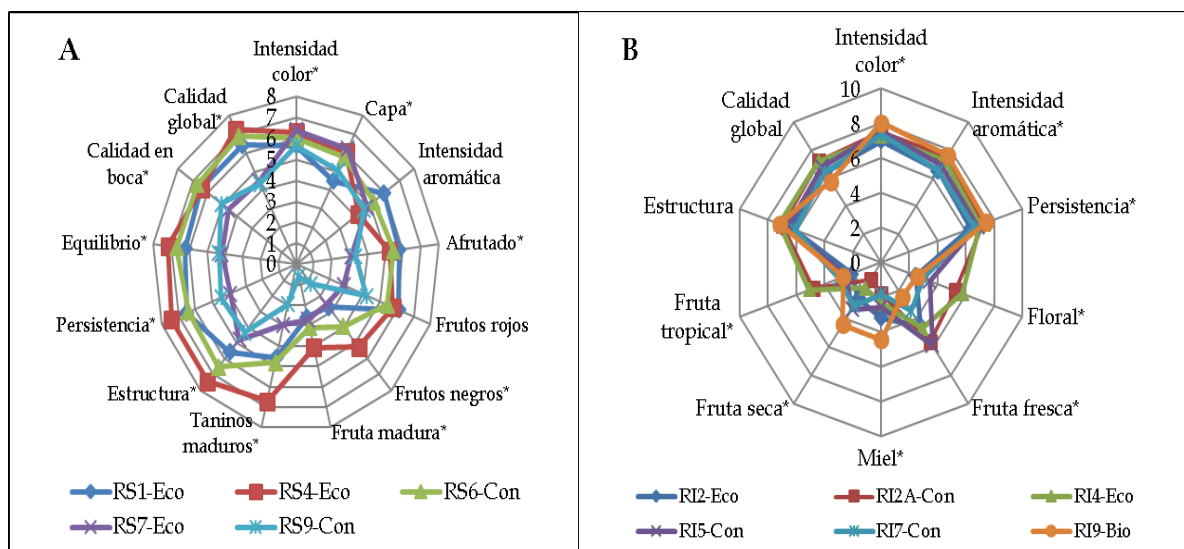 A
Intensidad
color*
Capa*
Intensidad
aromática
Afrutado*
Frutos rojos
Frutos negros*
Fruta madura*
Taninos
maduros*
Estructura*
Persistencia*
Equilibrio*
Calidad en
boca*
Calidad
global*
8
7
6
5
4
3
2
1
0
RS1-Eco
RS4-Eco
RS6-Con
RS7-Eco
RS9-Con
B
Intensidad
color*
Intensidad
aromática*
Persistencia*
Floral*
Fruta fresca*
Miel*
Fruta seca*
Fruta
tropical*
Estructura
Calidad
global
10
8
6
4
2
0
RI2-Eco
RI2A-Con
RI4-Eco
RI5-Con
RI7-Con
RI9-Bio